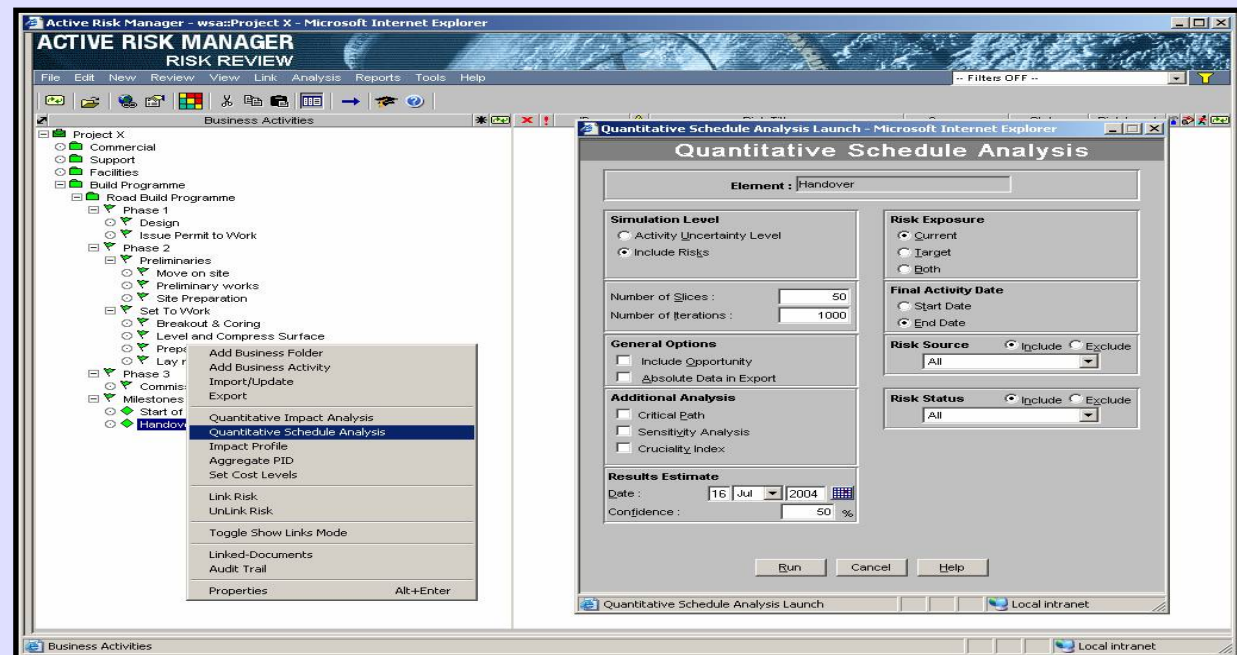 Active Risk Manager - wsa::Project X - Microsoft Internet Explorer
ACTIVE RISK MANAGER
RISK REVIEW
File Edit New Review View Link Analysis Reports Tools Help
-- Filters OFF --
Business Activities
Project X
Commercial
Support
Facilities
Build Programme
Road Build Programme
Phase 1
Design
Issue Permit to Work
Phase 2
Preliminaries
Move on site
Preliminary works
Site Preparation
Set To Work
Breakout & Coring
Level and Compress Surface
Prep
Lay r
Phase 3
Commis
Milestones
Start of
Handov
Add Business Folder
Add Business Activity
Import/Update
Export
Quantitative Impact Analysis
Quantitative Schedule Analysis
Impact Profile
Aggregate PID
Set Cost Levels
Link Risk
UnLink Risk
Toggle Show Links Mode
Linked-Documents
Audit Trail
Properties Alt+Enter
Quantitative Schedule Analysis Launch - Microsoft Internet Explorer
Quantitative Schedule Analysis
Element : Handover
Simulation Level
Activity Uncertainty Level
Include Risks
Number of Slices : 50
Number of Iterations : 1000
General Options
Include Opportunity
Absolute Data in Export
Additional Analysis
Critical Path
Sensitivity Analysis
Cruciality Index
Results Estimate
Date : 16 Jul 2004
Confidence : 50 %
Risk Exposure
Current
Target
Both
Final Activity Date
Start Date
End Date
Risk Source Include Exclude
All
Risk Status Include Exclude
All
Run Cancel Help
Quantitative Schedule Analysis Launch Local intranet
Business Activities Local intranet